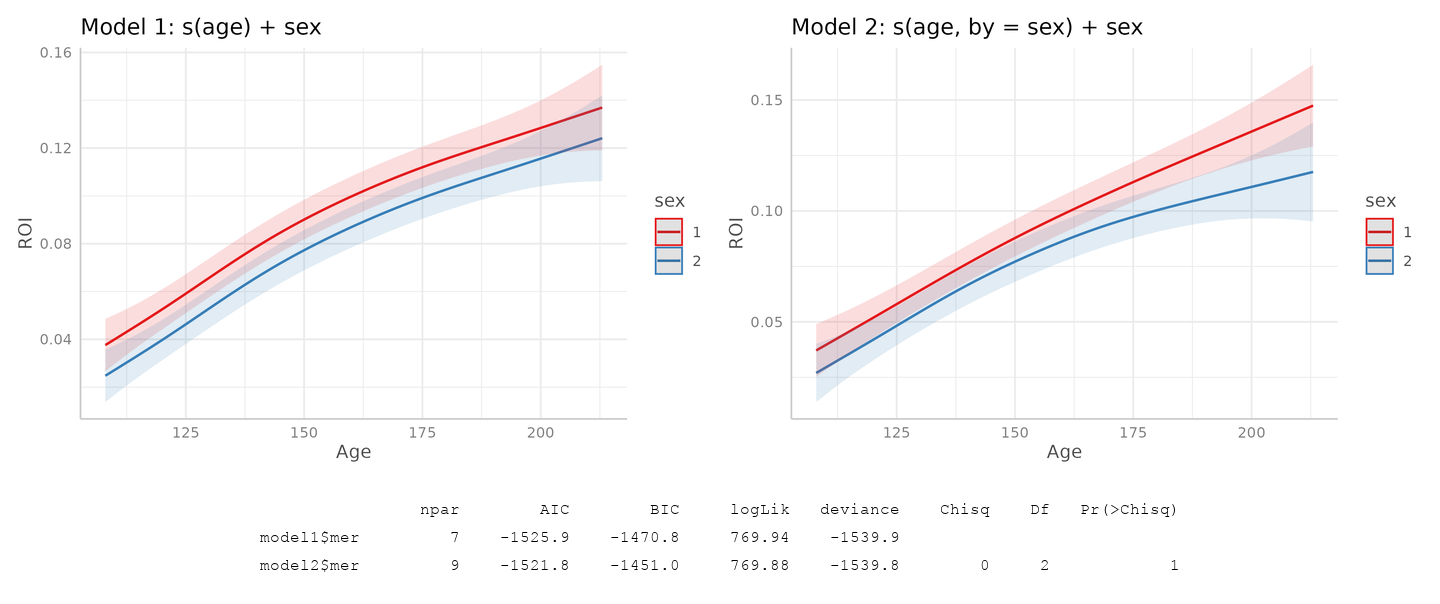 Model 1: s(age) + sex
0.16
0.12
0.08
0.04
ROI
125 150 175 200
Age
sex
1
2
Model 2: s(age, by = sex) + sex
0.15
0.10
0.05
ROI
125 150 175 200
Age
sex
1
2
npar AIC BIC logLik deviance Chisq Df Pr(>Chisq)
model1$mer 7 -1525.9 -1470.8 769.94 -1539.9
model2$mer 9 -1521.8 -1451.0 769.88 -1539.8 0 2 1